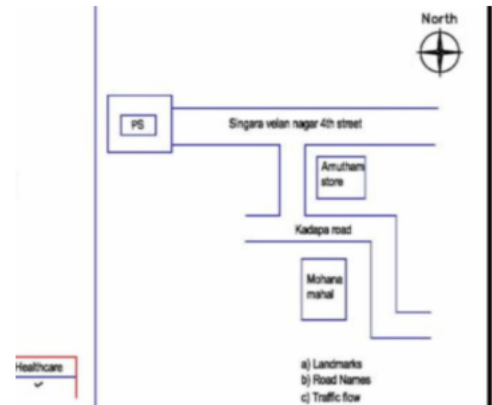 North
PS
Singara velan nagar 4th street
Amutham
store
Kadapa road
Mohana
mahal
Healthcare
a) Landmarks
b) Road Names
c) Traffic flow